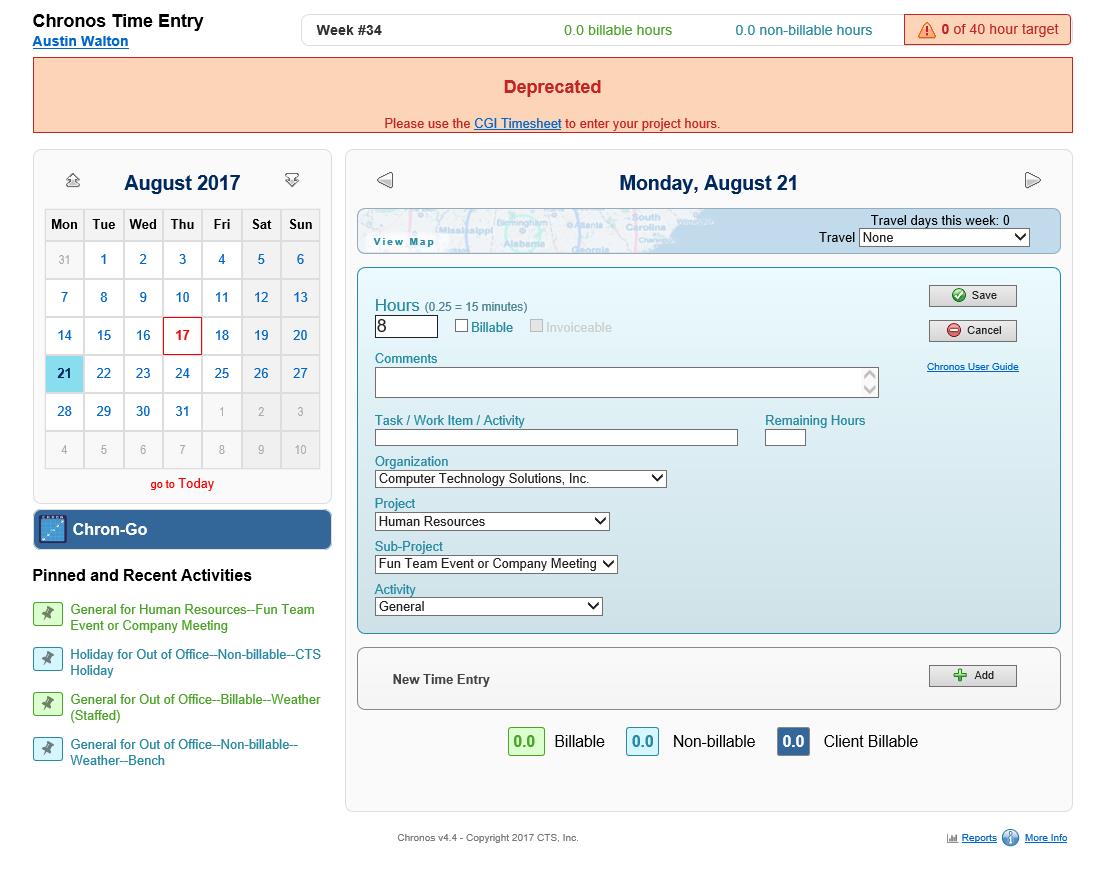 Chronos Time Entry
Austin Walton
Week #34
0.0 billable hours
0.0 non-billable hours
0 of 40 hour target
Deprecated
Please use the CGI Timesheet to enter your project hours.
August 2017
Mon Tue Wed Thu Fri Sat Sun
31 1 2 3 4 5 6
7 8 9 10 11 12 13
14 15 16 17 18 19 20
21 22 23 24 25 26 27
28 29 30 31 1 2 3
4 5 6 7 8 9 10
go to Today
Chron-Go
Pinned and Recent Activities
General for Human Resources--Fun Team
Event or Company Meeting
Holiday for Out of Office--Non-billable--CTS
Holiday
General for Out of Office--Billable--Weather
(Staffed)
General for Out of Office--Non-billable--
Weather--Bench
Monday, August 21
Mississippi
Birmingham
Alabama
Atlanta
Georgia
South
Carolina
View Map
Travel days this week: 0
Travel None
Hours (0.25 = 15 minutes)
8 Billable Invoiceable
Save
Cancel
Chronos User Guide
Comments
Task / Work Item / Activity
Remaining Hours
Organization
Computer Technology Solutions, Inc.
Project
Human Resources
Sub-Project
Fun Team Event or Company Meeting
Activity
General
New Time Entry
Add
0.0 Billable 0.0 Non-billable 0.0 Client Billable
Chronos v4.4 - Copyright 2017 CTS, Inc.
Reports More Info